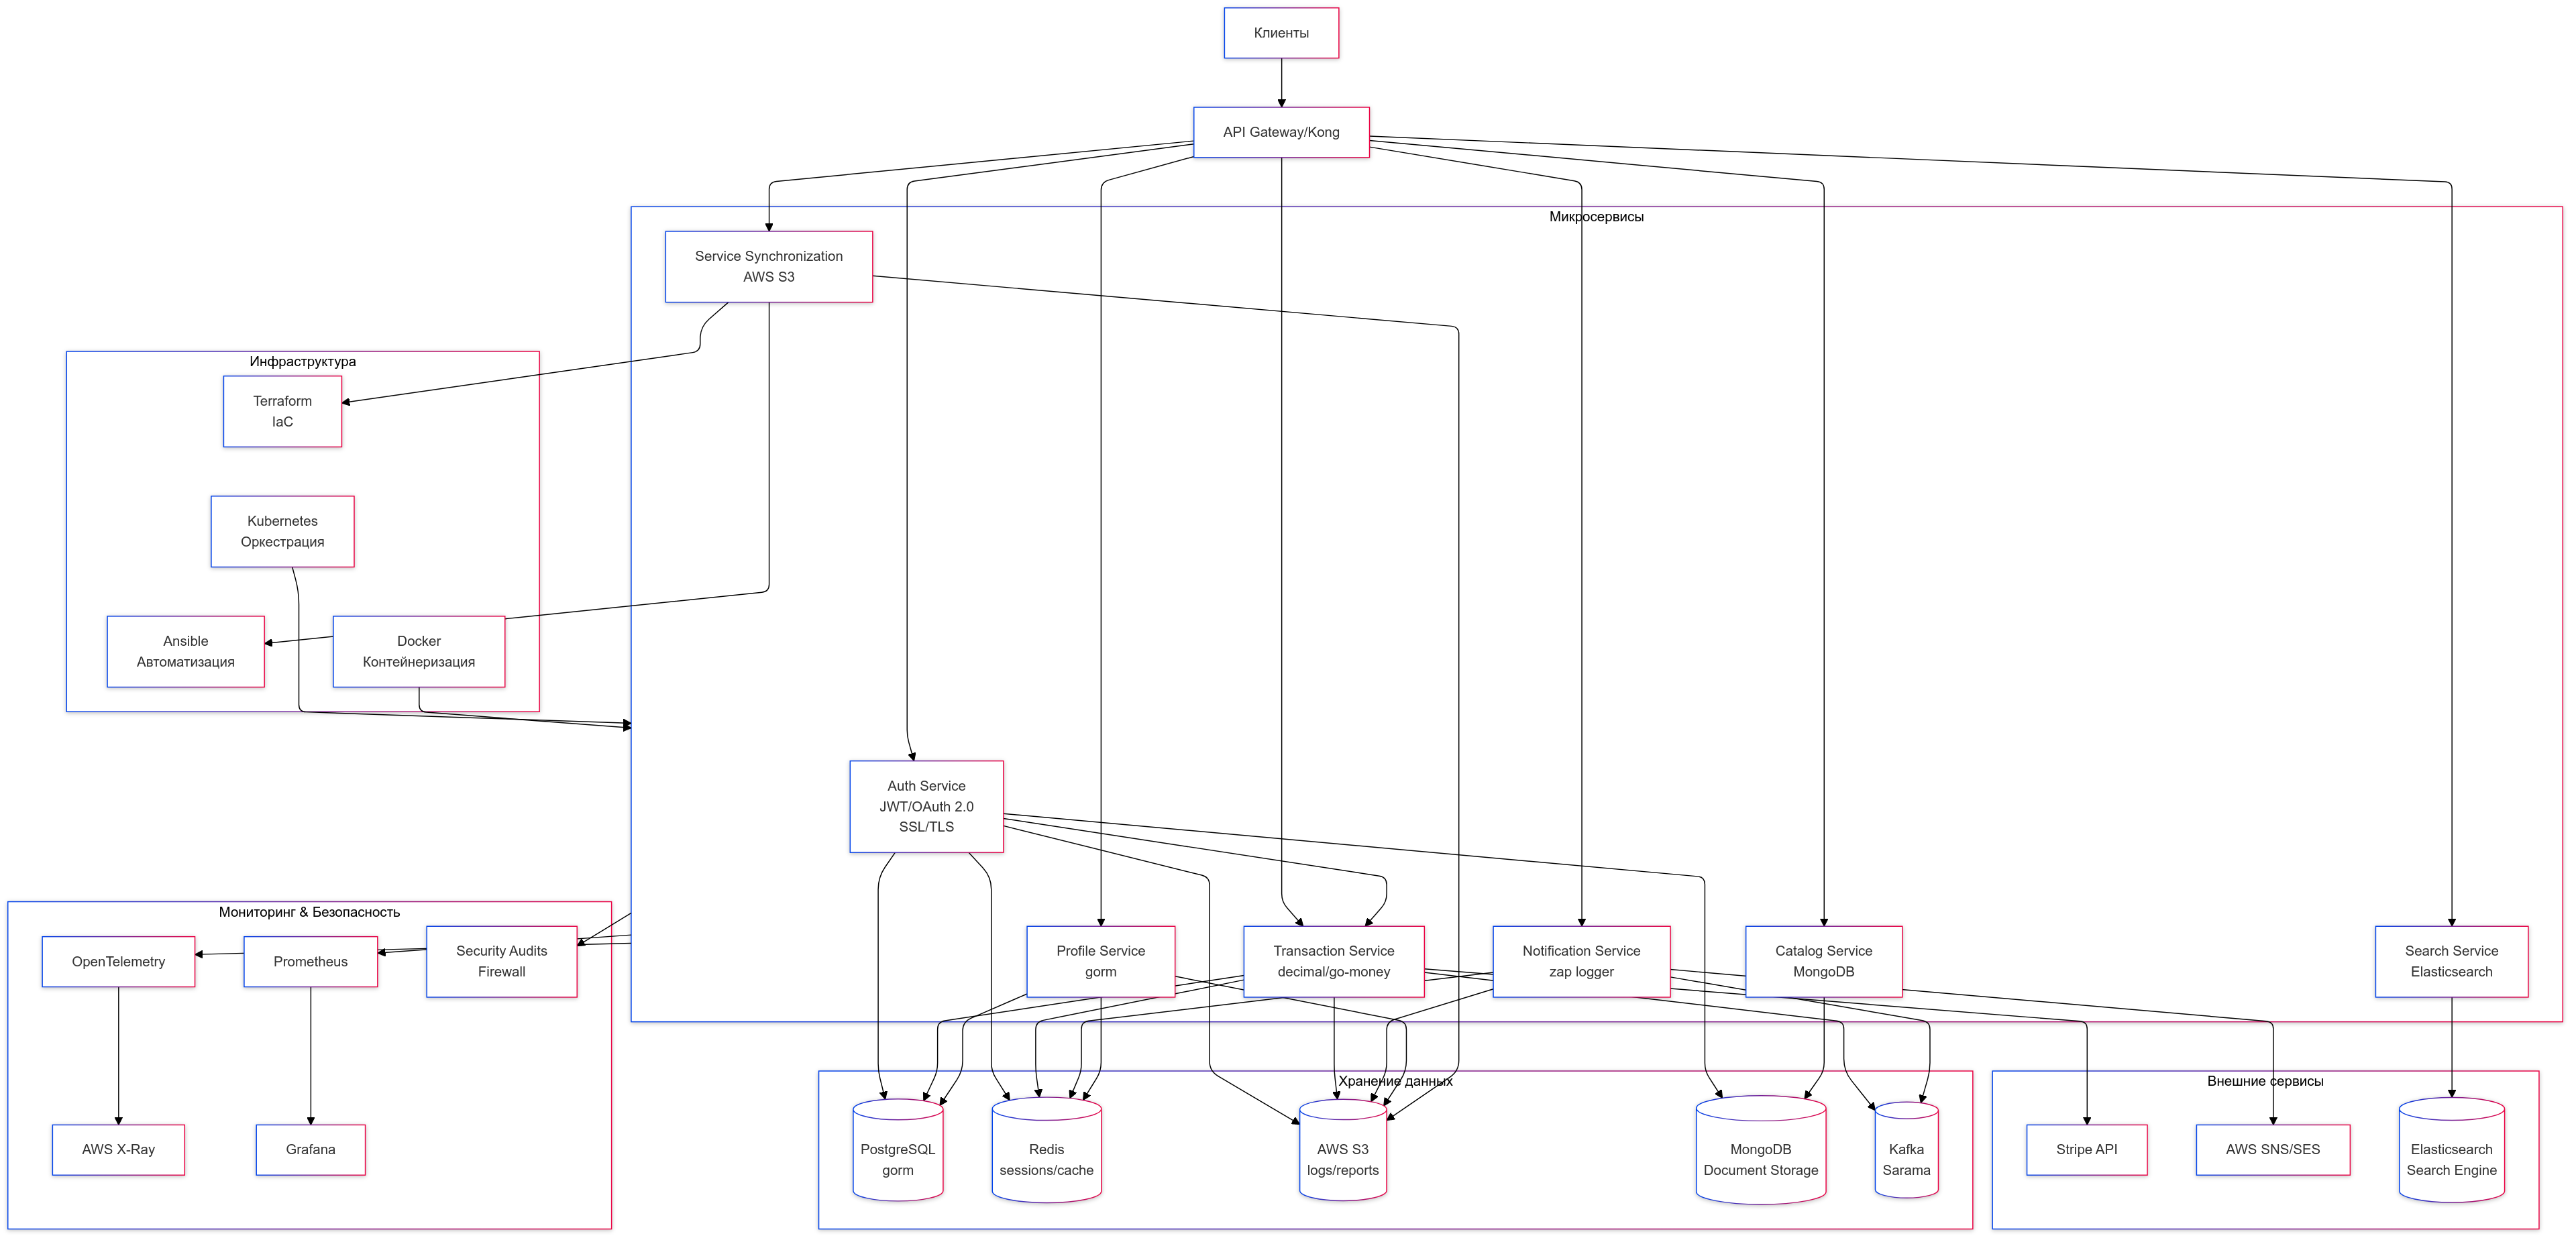 Клиенты
API Gateway/Kong
Микросервисы
Service Synchronization
AWS S3
Инфраструктура
Terraform
IaC
Kubernetes
Оркестрация
Ansible
Автоматизация
Docker
Контейнеризация
Auth Service
JWT/OAuth 2.0
SSL/TLS
Мониторинг & Безопасность
OpenTelemetry
Prometheus
Security Audits
Firewall
Profile Service
gorm
Transaction Service
decimal/go-money
Notification Service
zap logger
Catalog Service
MongoDB
Search Service
Elasticsearch
AWS X-Ray
Grafana
Хранение данных
PostgreSQL
gorm
Redis
sessions/cache
AWS S3
logs/reports
MongoDB
Document Storage
Kafka
Sarama
Внешние сервисы
Stripe API
AWS SNS/SES
Elasticsearch
Search Engine